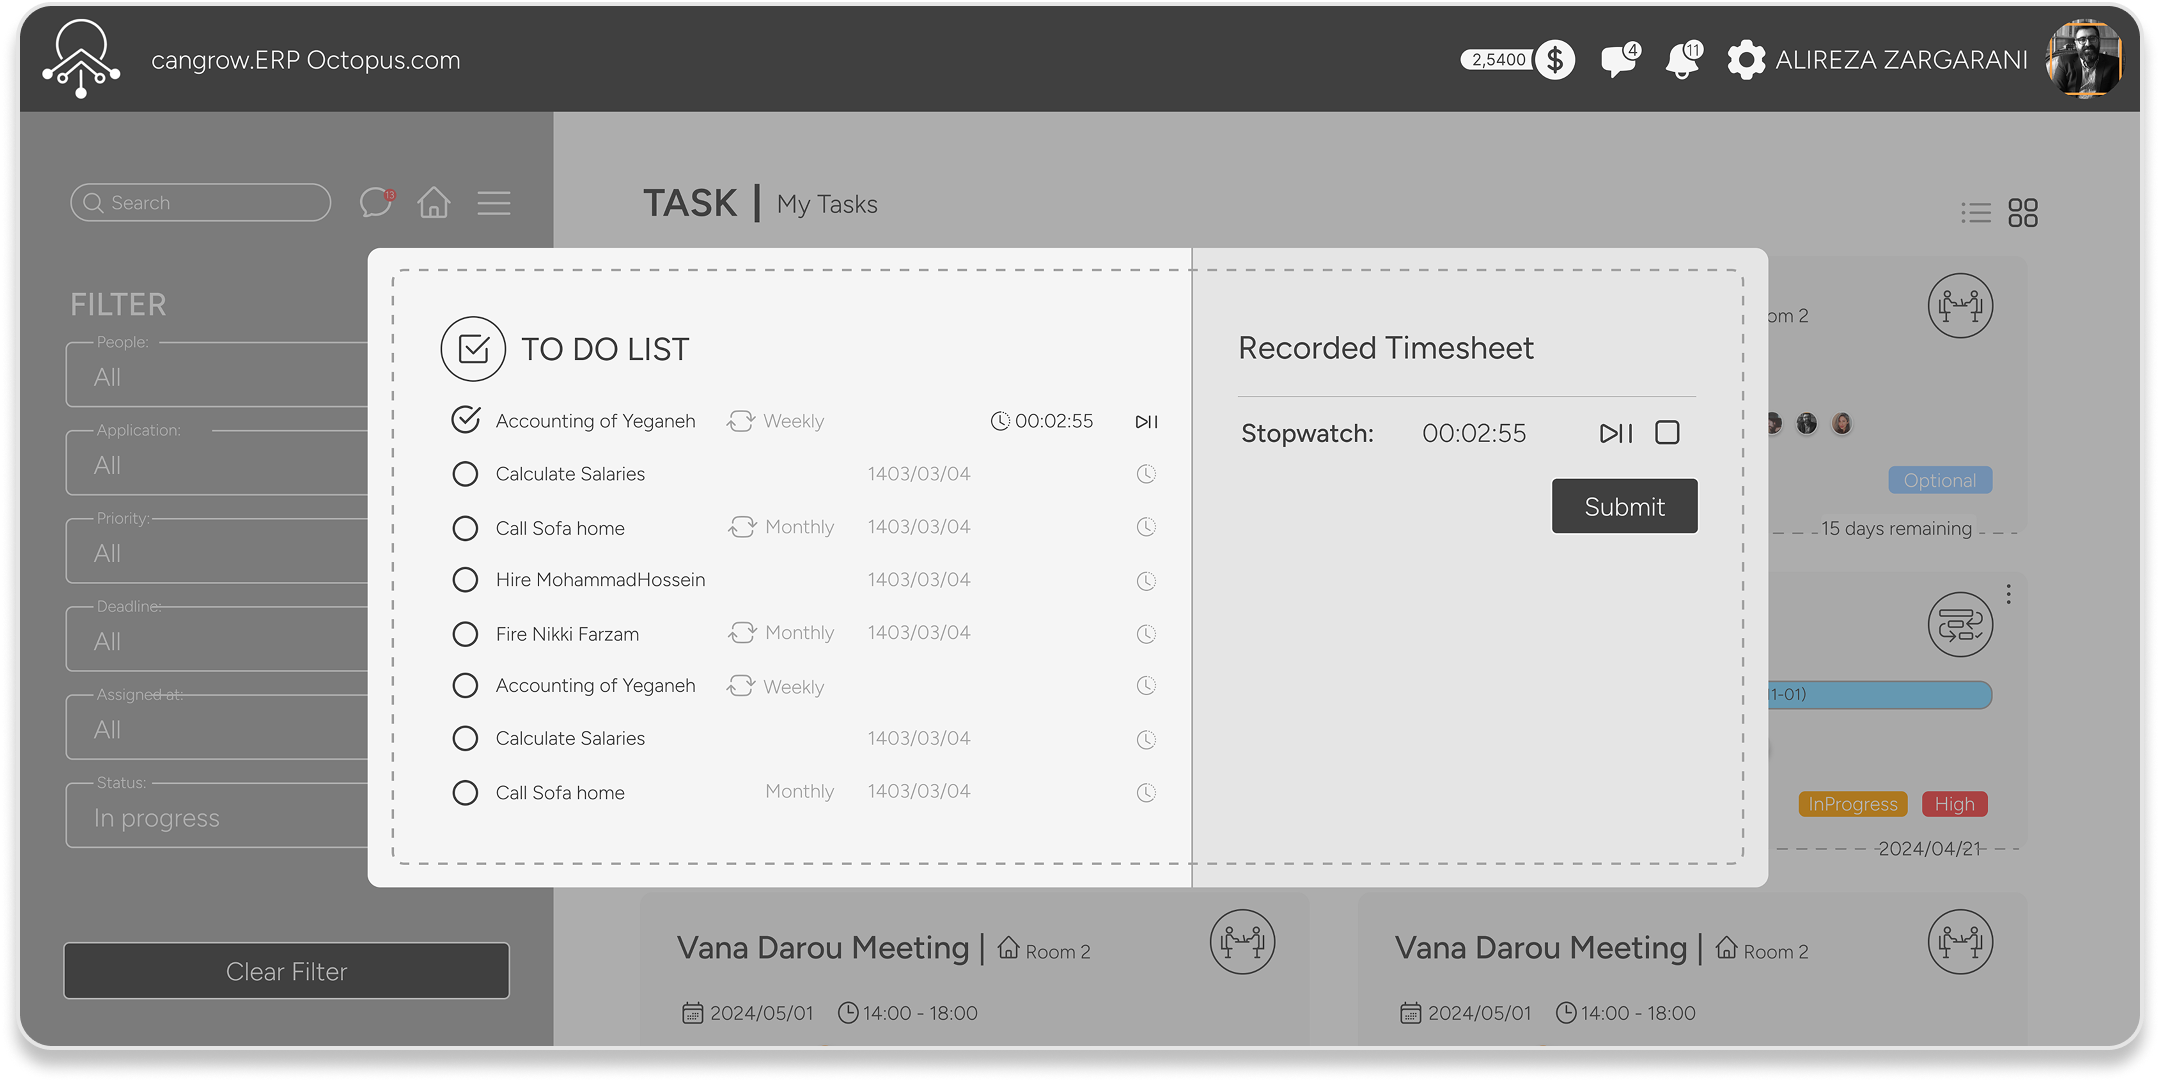 cangrow.ERP Octopus.com
2,5400 $ 4 11 ALIREZA ZARGARANI
Search 13
TASK | My Tasks
FILTER
People:
All
Application:
All
Priority:
All
Deadline:
All
Assigned at:
All
Status:
In progress
Clear Filter
TO DO LIST
Accounting of Yeganeh Weekly 00:02:55
Calculate Salaries 1403/03/04
Call Sofa home Monthly 1403/03/04
Hire MohammadHossein 1403/03/04
Fire Nikki Farzam Monthly 1403/03/04
Accounting of Yeganeh Weekly
Calculate Salaries 1403/03/04
Call Sofa home Monthly 1403/03/04
Recorded Timesheet
Stopwatch: 00:02:55
Submit
om 2
Optional
15 days remaining
1-01)
InProgress High
2024/04/21
Vana Darou Meeting | Room 2
2024/05/01 14:00 - 18:00
Vana Darou Meeting | Room 2
2024/05/01 14:00 - 18:00